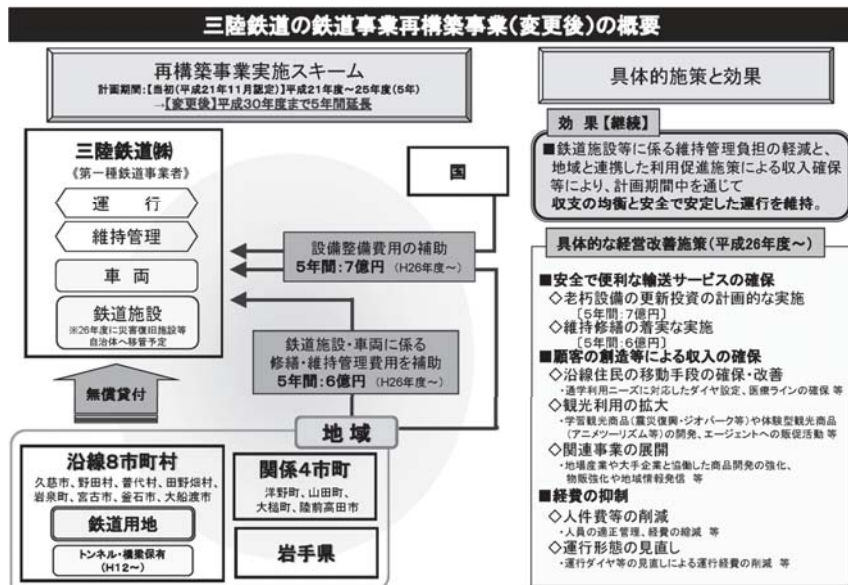 三陸鉄道の鉄道事業再構築事業(変更後)の概要
再構築事業実施スキーム
計画期間:【当初(平成21年11月認定)】平成21年度～25年度(5年)
→【変更後】平成30年度まで5年間延長
三陸鉄道㈱
《第一種鉄道事業者》
運 行
維持管理
車 両
鉄道施設
※26年度に災害復旧施設等
自治体へ移管予定
無償貸付
国
設備整備費用の補助
5年間:7億円 (H26年度～)
鉄道施設・車両に係る
修繕・維持管理費用を補助
5年間:6億円 (H26年度～)
地 域
沿線8市町村
久慈市、野田村、普代村、田野畑村、
岩泉町、宮古市、釜石市、大船渡市
鉄道用地
トンネル・橋梁保有
(H12～)
関係4市町
洋野町、山田町、
大槌町、陸前高田市
岩手県
具体的施策と効果
効 果【継続】
■鉄道施設等に係る維持管理負担の軽減と、
地域と連携した利用促進施策による収入確保
等により、計画期間中を通じて
収支の均衡と安全で安定した運行を維持。
具体的な経営改善施策(平成26年度～)
■安全で便利な輸送サービスの確保
◇老朽設備の更新投資の計画的な実施
〔5年間:7億円〕
◇維持修繕の着実な実施
〔5年間:6億円〕
■顧客の創造等による収入の確保
◇沿線住民の移動手段の確保・改善
・通学利用ニーズに対応したダイヤ設定、医療ラインの確保 等
◇観光利用の拡大
・学習観光商品(震災復興・ジオパーク等)や体験型観光商品
(アニメツーリズム等)の開発、エージェントへの販促活動 等
◇関連事業の展開
・地場産業や大手企業と協働した商品開発の強化、
物販強化や地域情報発信 等
■経費の抑制
◇人件費等の削減
・人員の適正管理、経費の縮減 等
◇運行形態の見直し
・運行ダイヤ等の見直しによる運行経費の削減 等